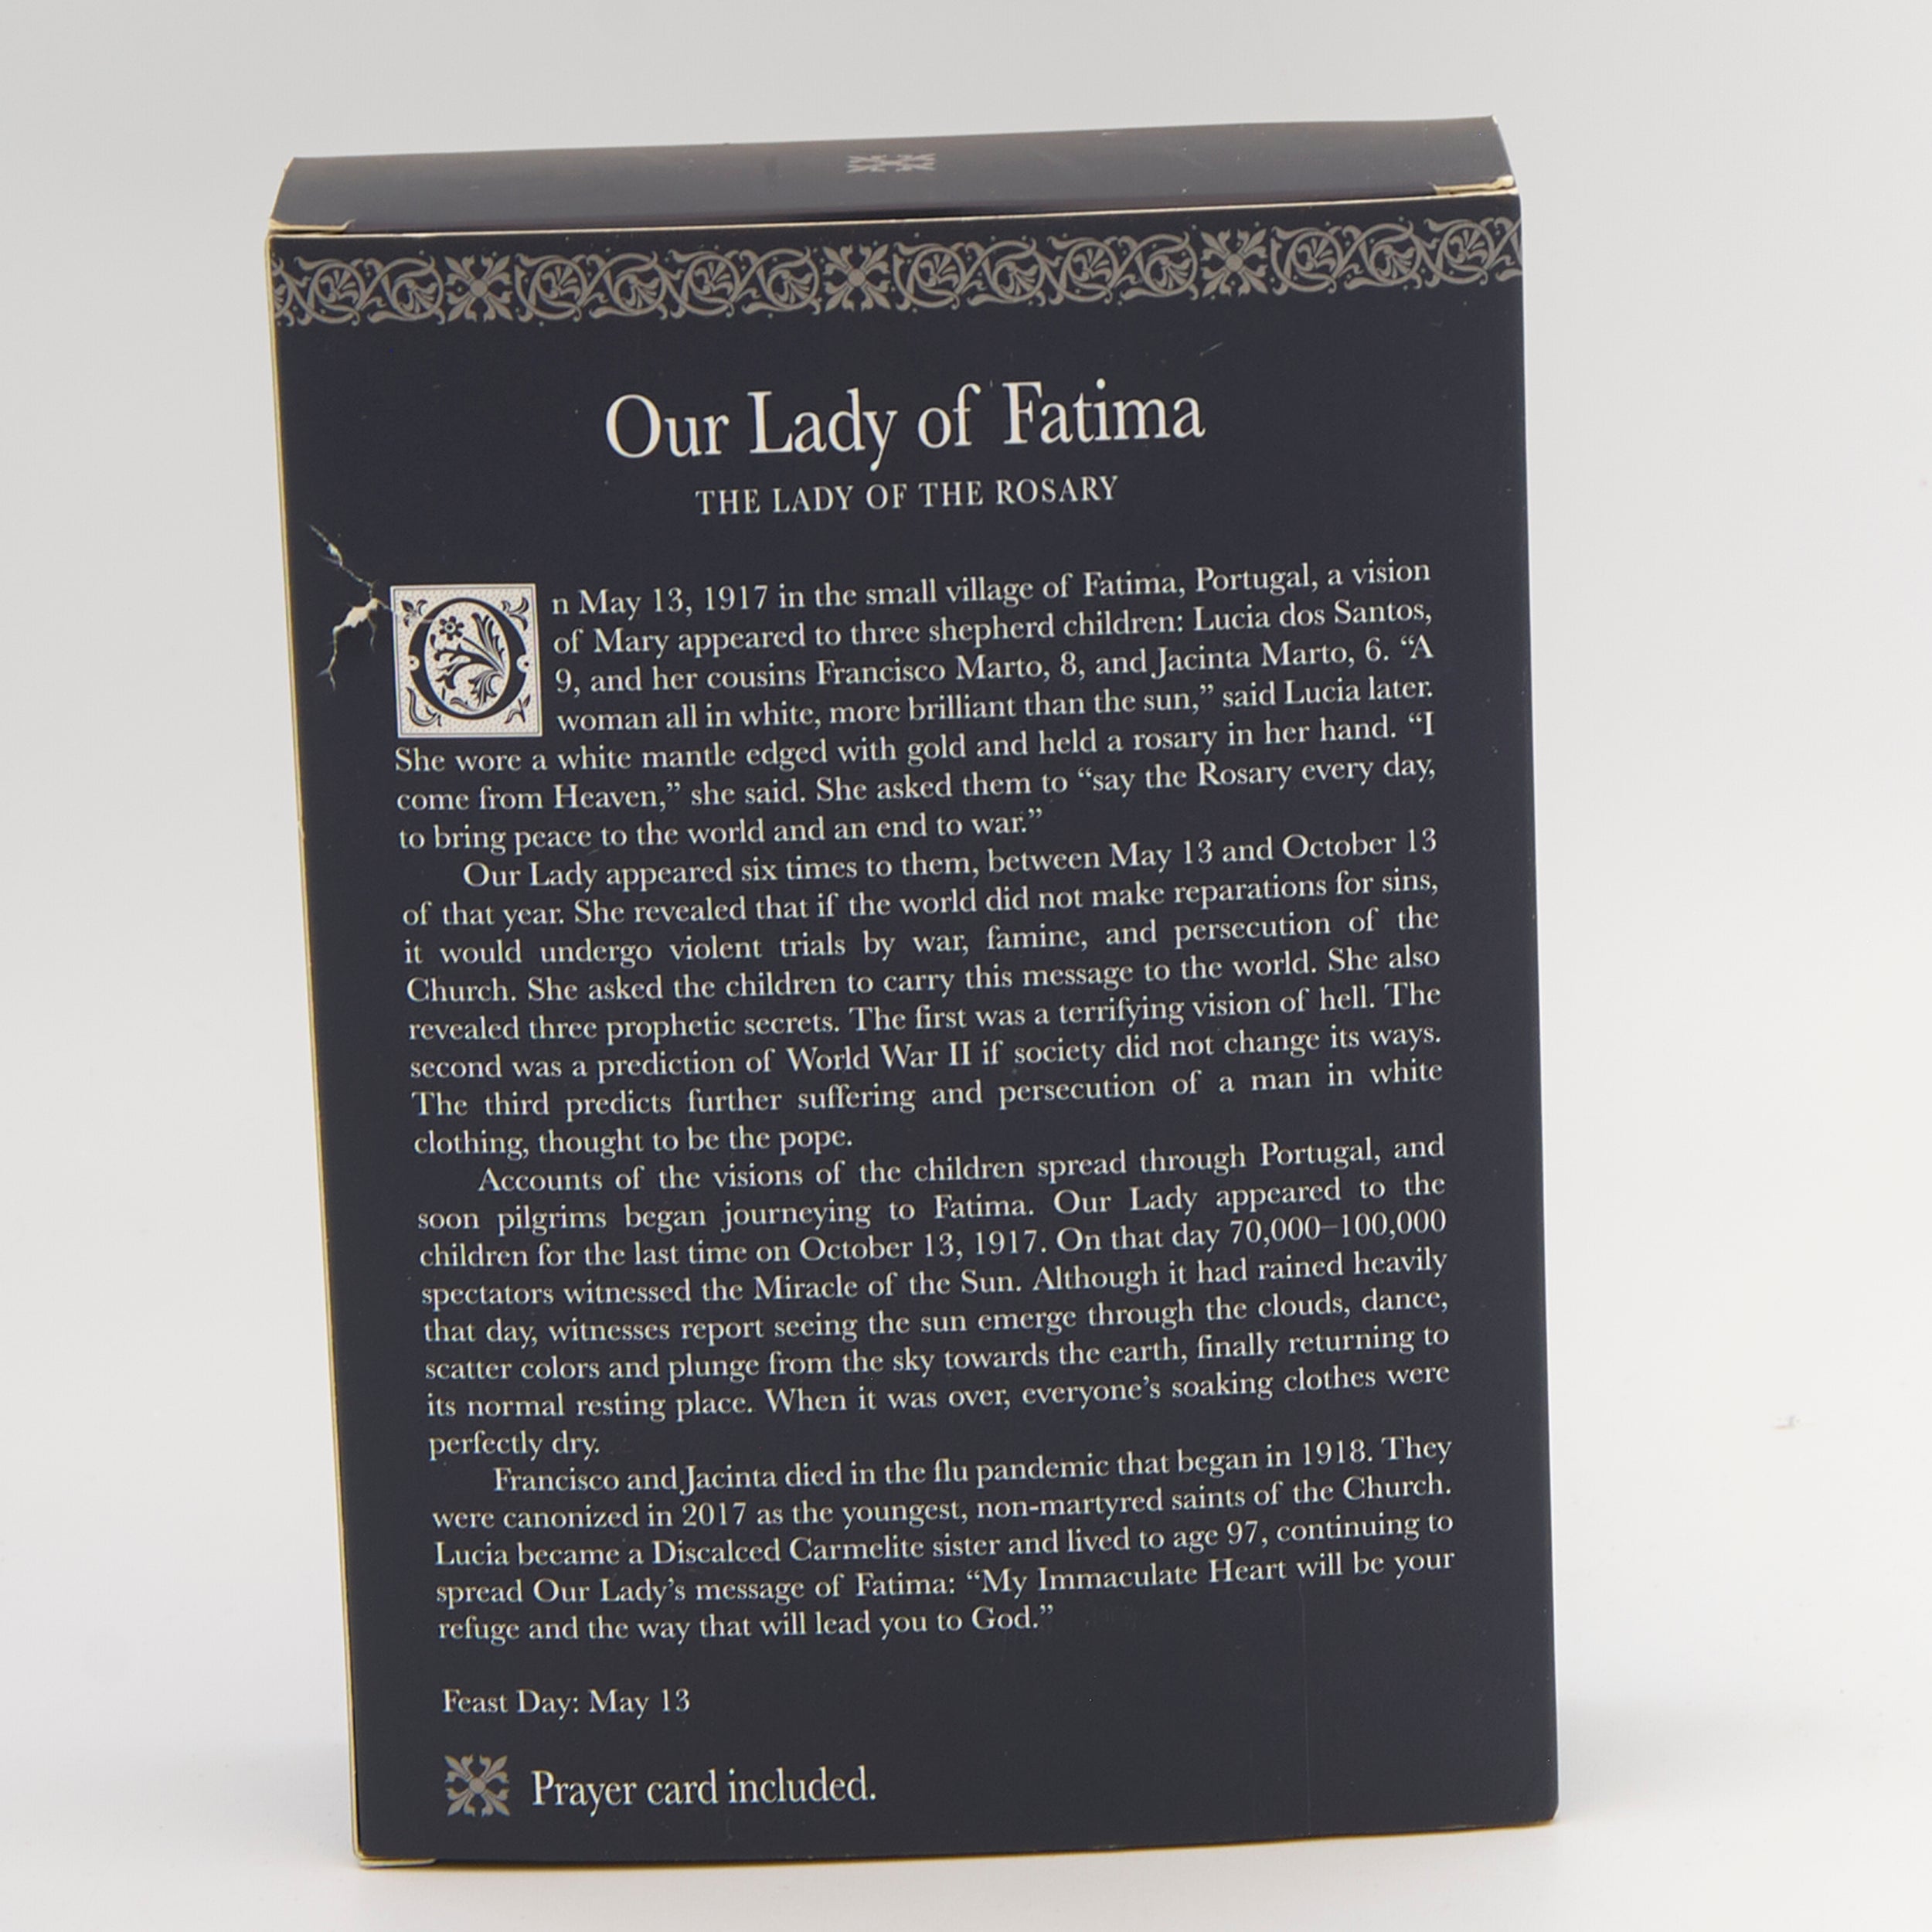 Our Lady of Fatima
THE LADY OF THE ROSARY
On May 13, 1917 in the small village of Fatima, Portugal, a vision
of Mary appeared to three shepherd children: Lucia dos Santos,
9, and her cousins Francisco Marto, 8, and Jacinta Marto, 6. “A
woman all in white, more brilliant than the sun,” said Lucia later.
She wore a white mantle edged with gold and held a rosary in her hand. “I
come from Heaven,” she said. She asked them to “say the Rosary every day,
to bring peace to the world and an end to war.”
Our Lady appeared six times to them, between May 13 and October 13
of that year. She revealed that if the world did not make reparations for sins,
it would undergo violent trials by war, famine, and persecution of the
Church. She asked the children to carry this message to the world. She also
revealed three prophetic secrets. The first was a terrifying vision of hell. The
second was a prediction of World War II if society did not change its ways.
The third predicts further suffering and persecution of a man in white
clothing, thought to be the pope.
Accounts of the visions of the children spread through Portugal, and
soon pilgrims began journeying to Fatima. Our Lady appeared to the
children for the last time on October 13, 1917. On that day 70,000–100,000
spectators witnessed the Miracle of the Sun. Although it had rained heavily
that day, witnesses report seeing the sun emerge through the clouds, dance,
scatter colors and plunge from the sky towards the earth, finally returning to
its normal resting place. When it was over, everyone’s soaking clothes were
perfectly dry.
Francisco and Jacinta died in the flu pandemic that began in 1918. They
were canonized in 2017 as the youngest, non-martyred saints of the Church.
Lucia became a Discalced Carmelite sister and lived to age 97, continuing to
spread Our Lady’s message of Fatima: “My Immaculate Heart will be your
refuge and the way that will lead you to God.”
Feast Day: May 13
Prayer card included.